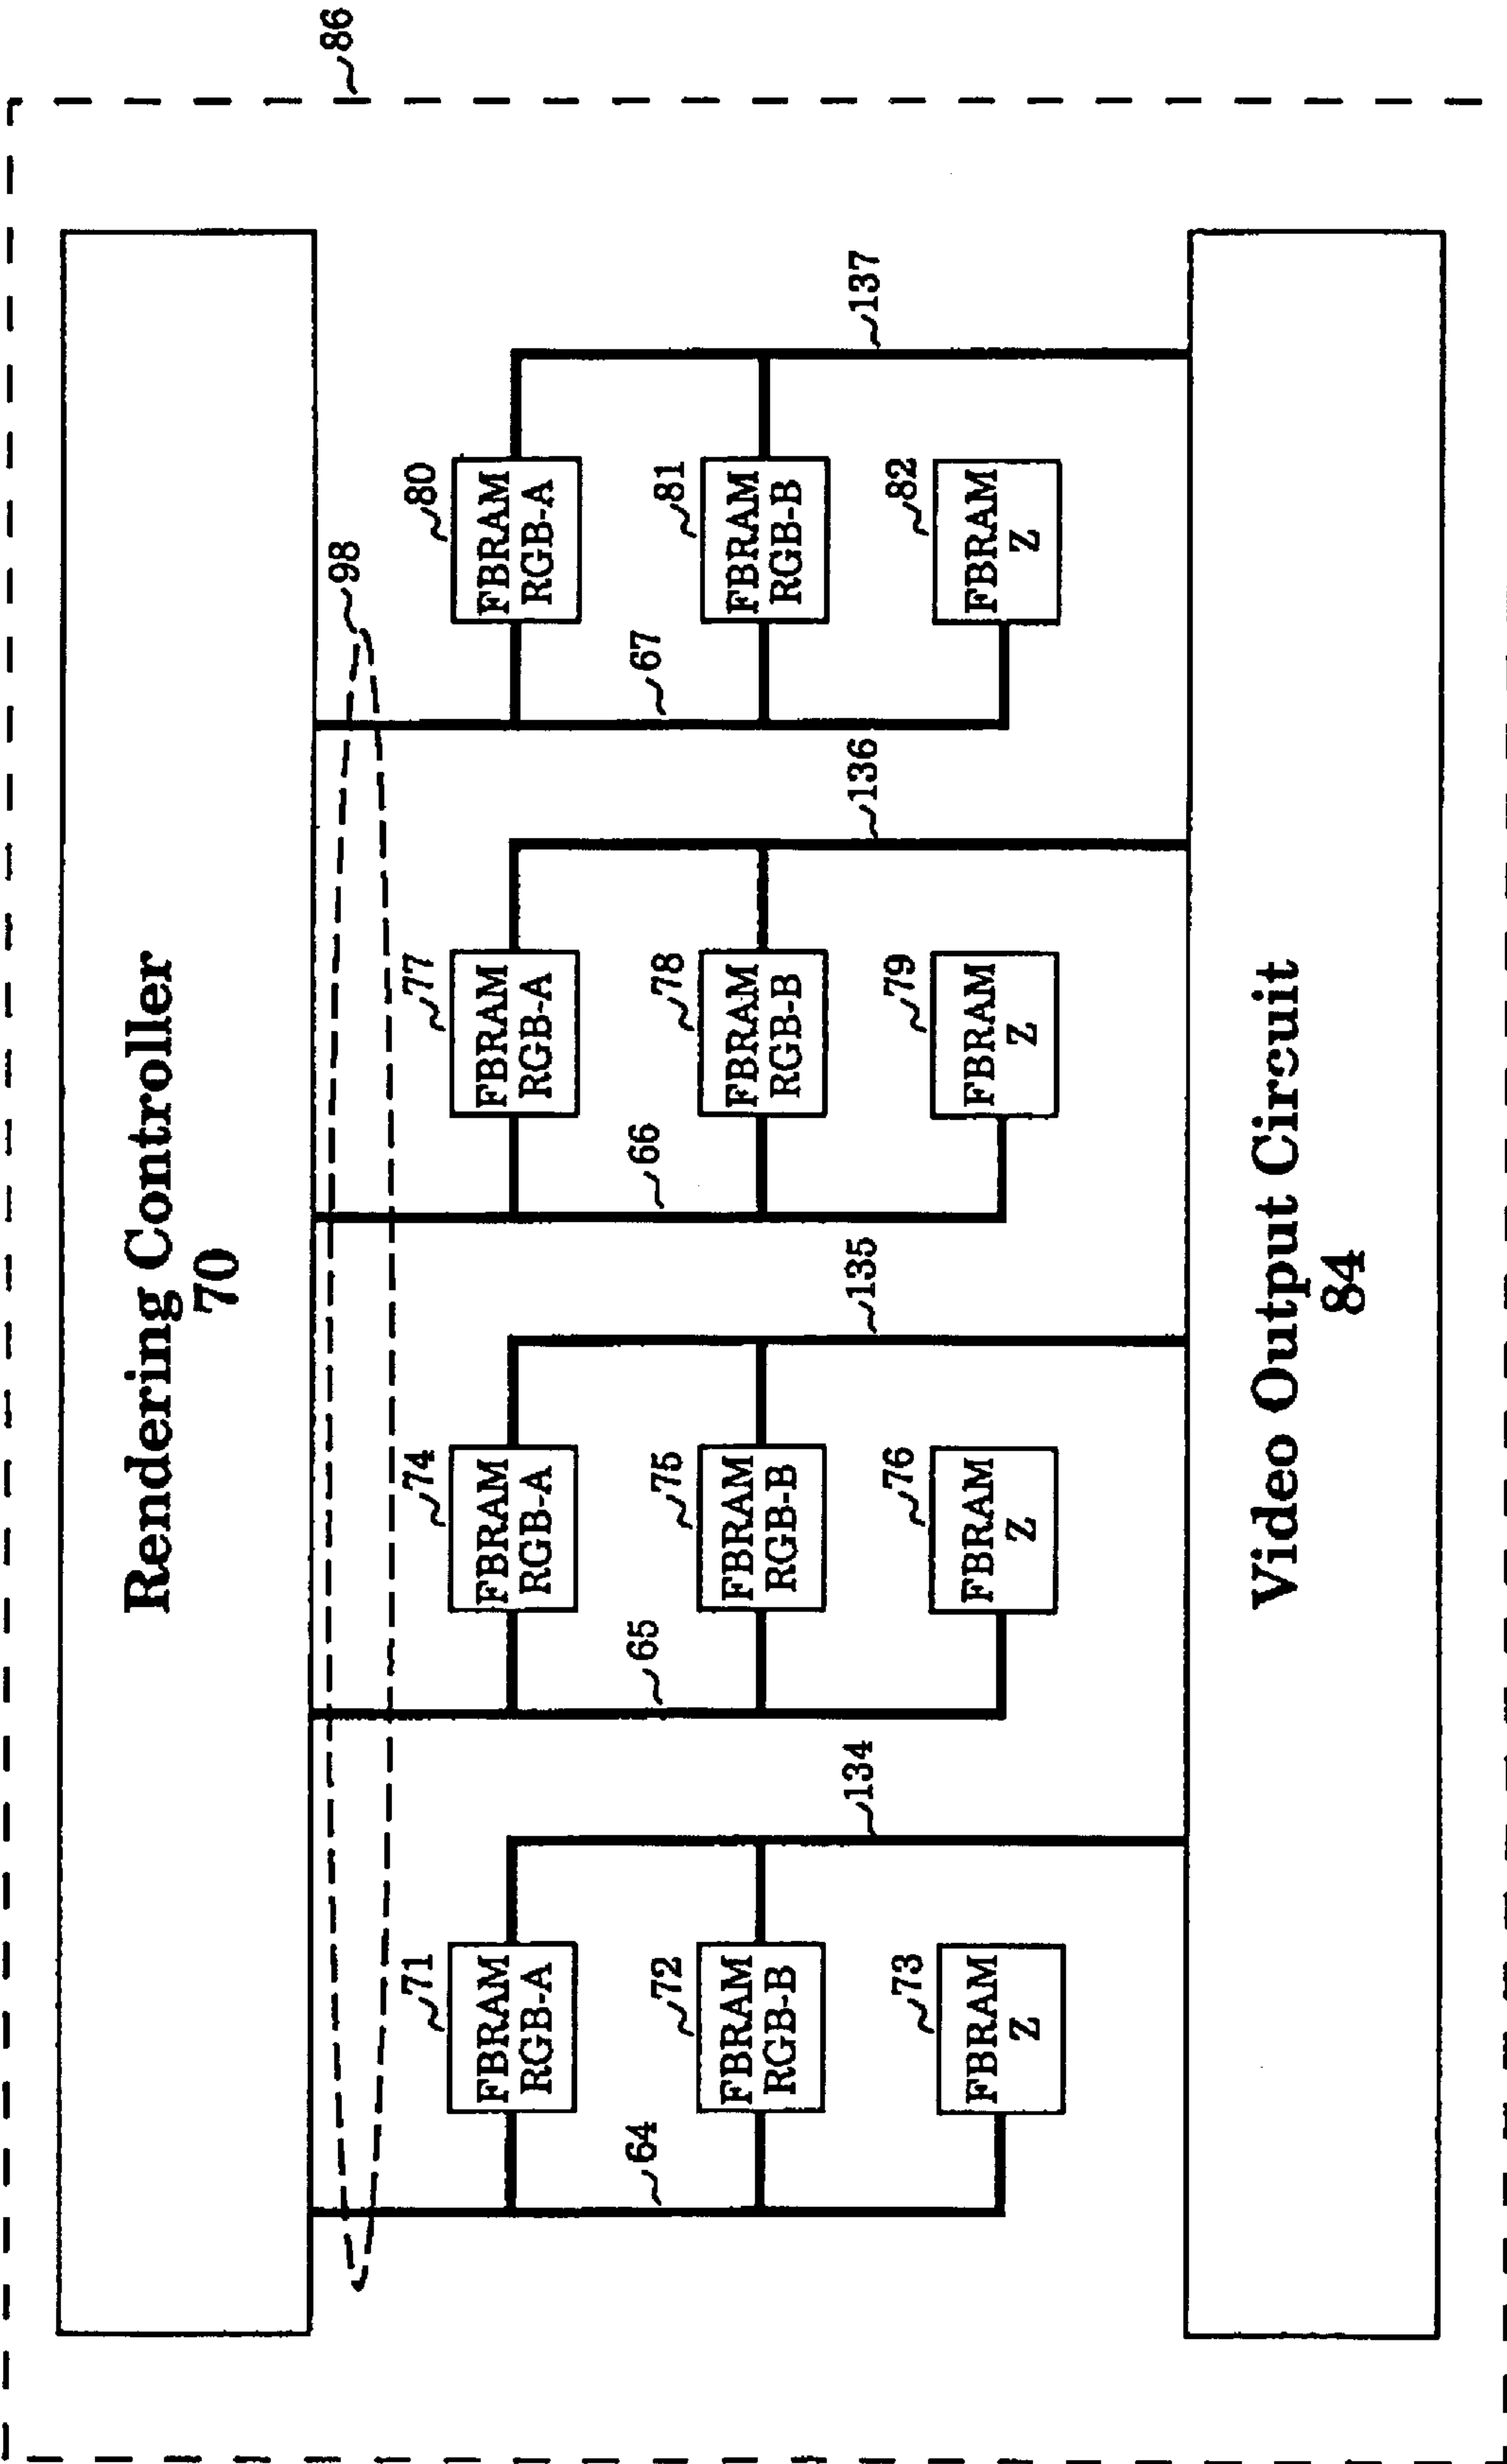 86
Rendering Controller
70
98
71
FBRAM
RGB-A
74
FBRAM
RGB-A
77
FBRAM
RGB-A
80
FBRAM
RGB-A
64
65
66
67
72
FBRAM
RGB-B
75
FBRAM
RGB-B
78
FBRAM
RGB-B
81
FBRAM
RGB-B
73
FBRAM
Z
76
FBRAM
Z
79
FBRAM
Z
82
FBRAM
Z
134
135
136
137
Video Output Circuit
84